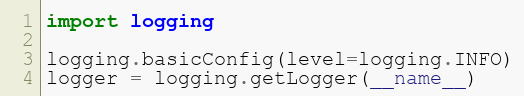 1 import logging
2
3 logging.basicConfig(level=logging.INFO)
4 logger = logging.getLogger(__name__)